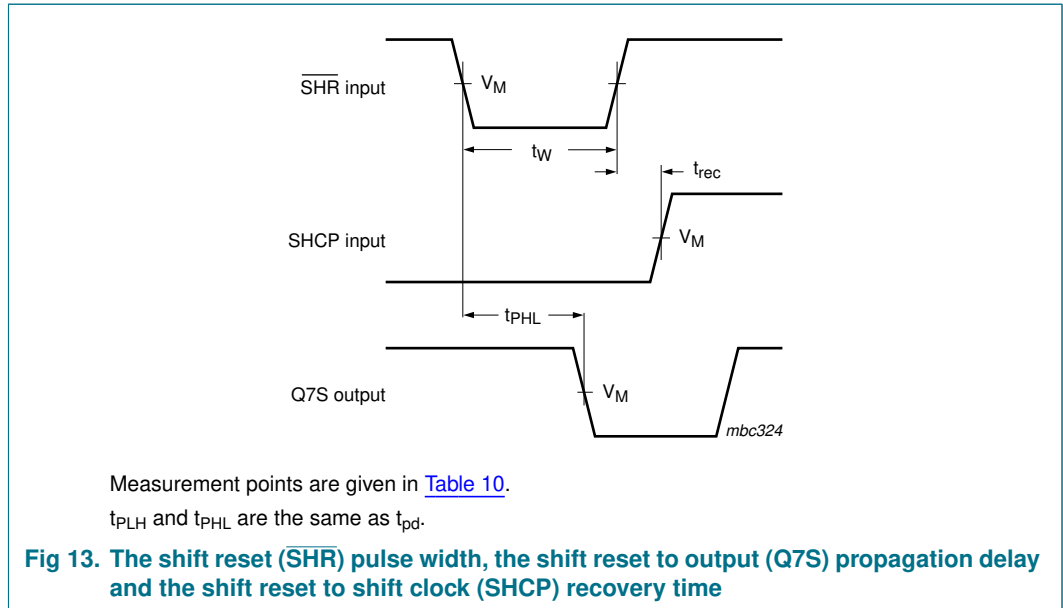 SHR input
VM
tW
trec
SHCP input
VM
tPHL
Q7S output
VM
mbc324
Measurement points are given in Table 10.
tPLH and tPHL are the same as tpd.
Fig 13. The shift reset (SHR) pulse width, the shift reset to output (Q7S) propagation delay
and the shift reset to shift clock (SHCP) recovery time